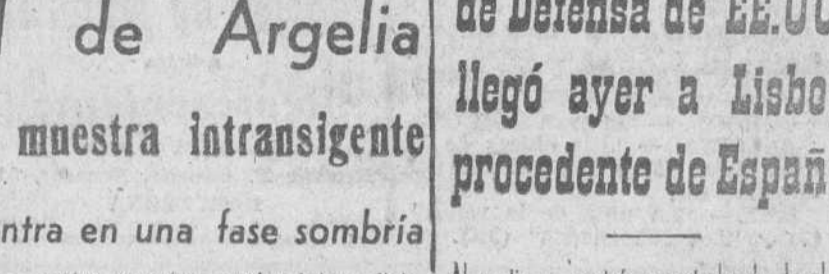 de Argelia
muestra intransigente
ntra en una fase sombría
de Defensa de EE.UU
llegó ayer a Lisbo
procedente de Españ